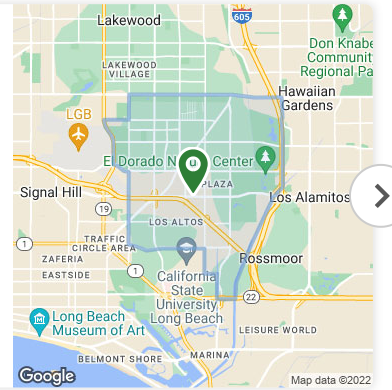 Lakewood
605
Don Knabe
Community
Regional Pa
LAKEWOOD
VILLAGE
Hawaiian
Gardens
LGB
El Dorado N
Center
PLAZA
Signal Hill
Los Alamitos
19
LOS ALTOS
1
TRAFFIC
CIRCLE AREA
ZAFERIA
EASTSIDE
1
Rossmoor
California
State
University
Long Beach
22
Long Beach
Museum of Art
LEISURE WORLD
BELMONT SHORE
MARINA
Google
Map data ©2022